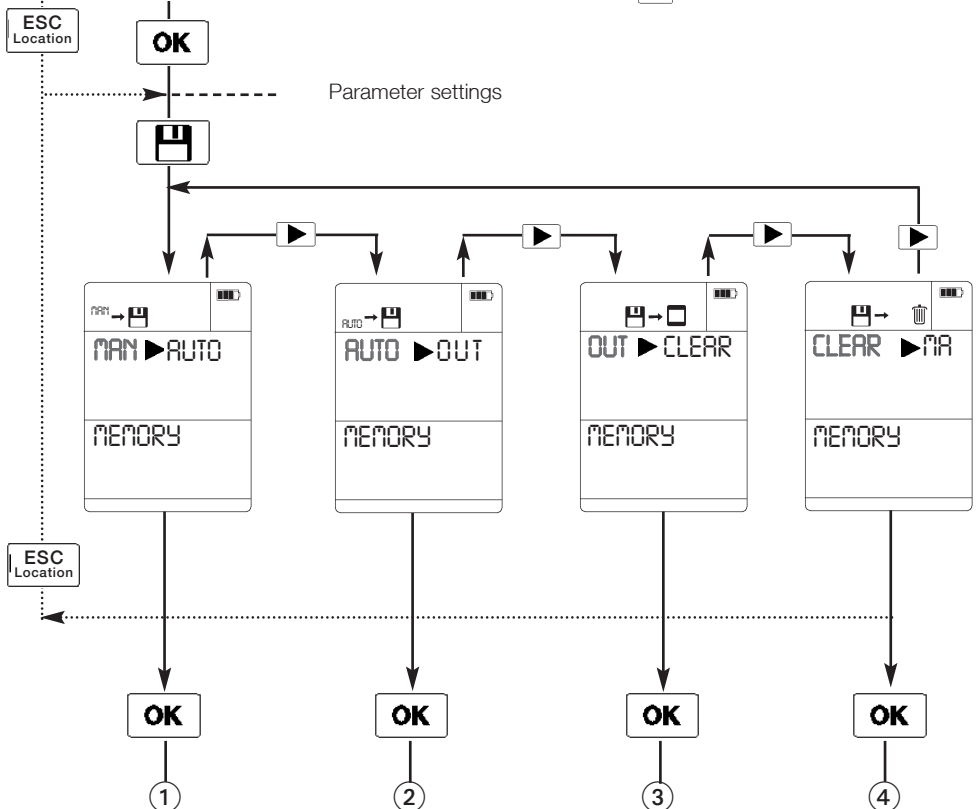 ESC
Location
OK
Parameter settings
MAN
MAN ▶ AUTO
MEMORY
AUTO
AUTO ▶ OUT
MEMORY
OUT ▶ CLEAR
MEMORY
CLEAR ▶ MA
MEMORY
ESC
Location
OK
OK
OK
OK
1
2
3
4